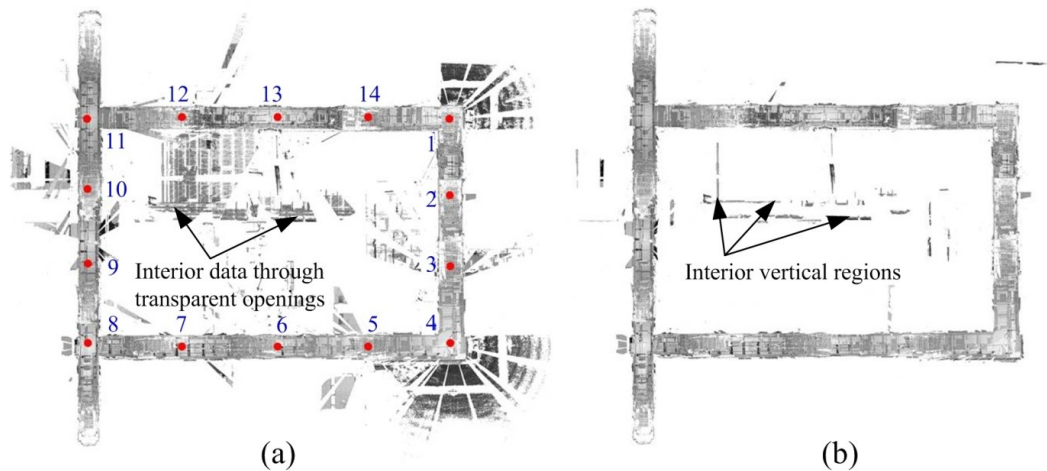 12
13
14
11
1
10
2
9
Interior data through
transparent openings
3
8
7
6
5
4
(a)
Interior vertical regions
(b)